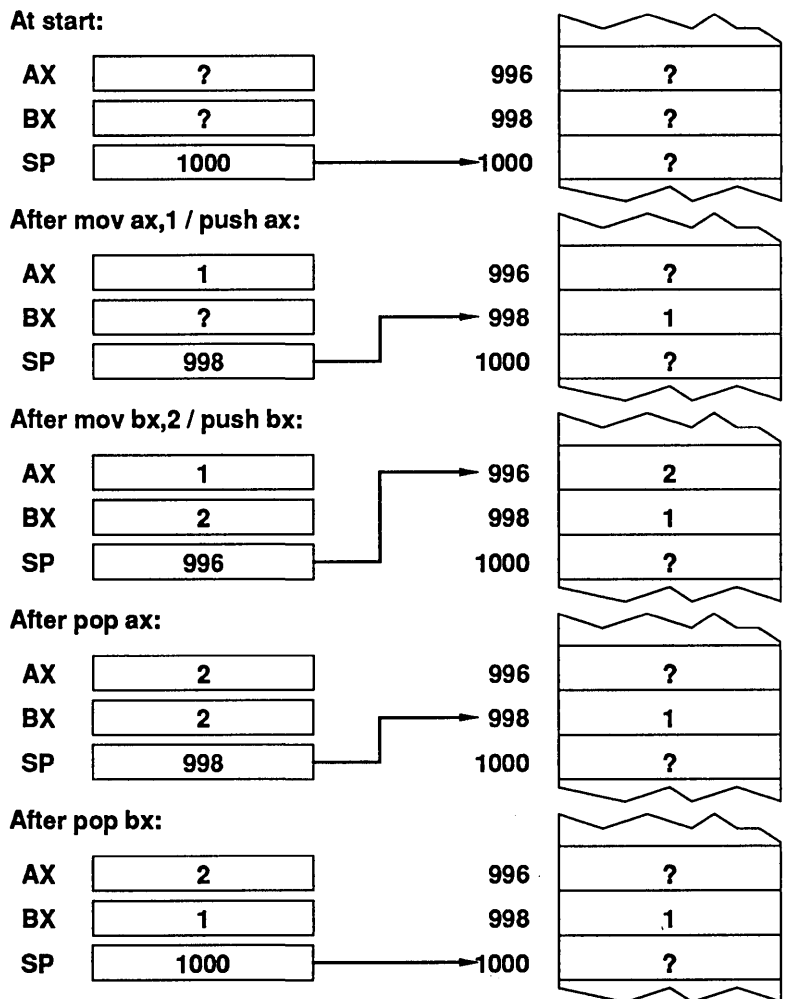 At start:
AX ? 996 ?
BX ? 998 ?
SP 1000 1000 ?
After mov ax,1 / push ax:
AX 1 996 ?
BX ? 998 1
SP 998 1000 ?
After mov bx,2 / push bx:
AX 1 996 2
BX 2 998 1
SP 996 1000 ?
After pop ax:
AX 2 996 ?
BX 2 998 1
SP 998 1000 ?
After pop bx:
AX 2 996 ?
BX 1 998 1
SP 1000 1000 ?